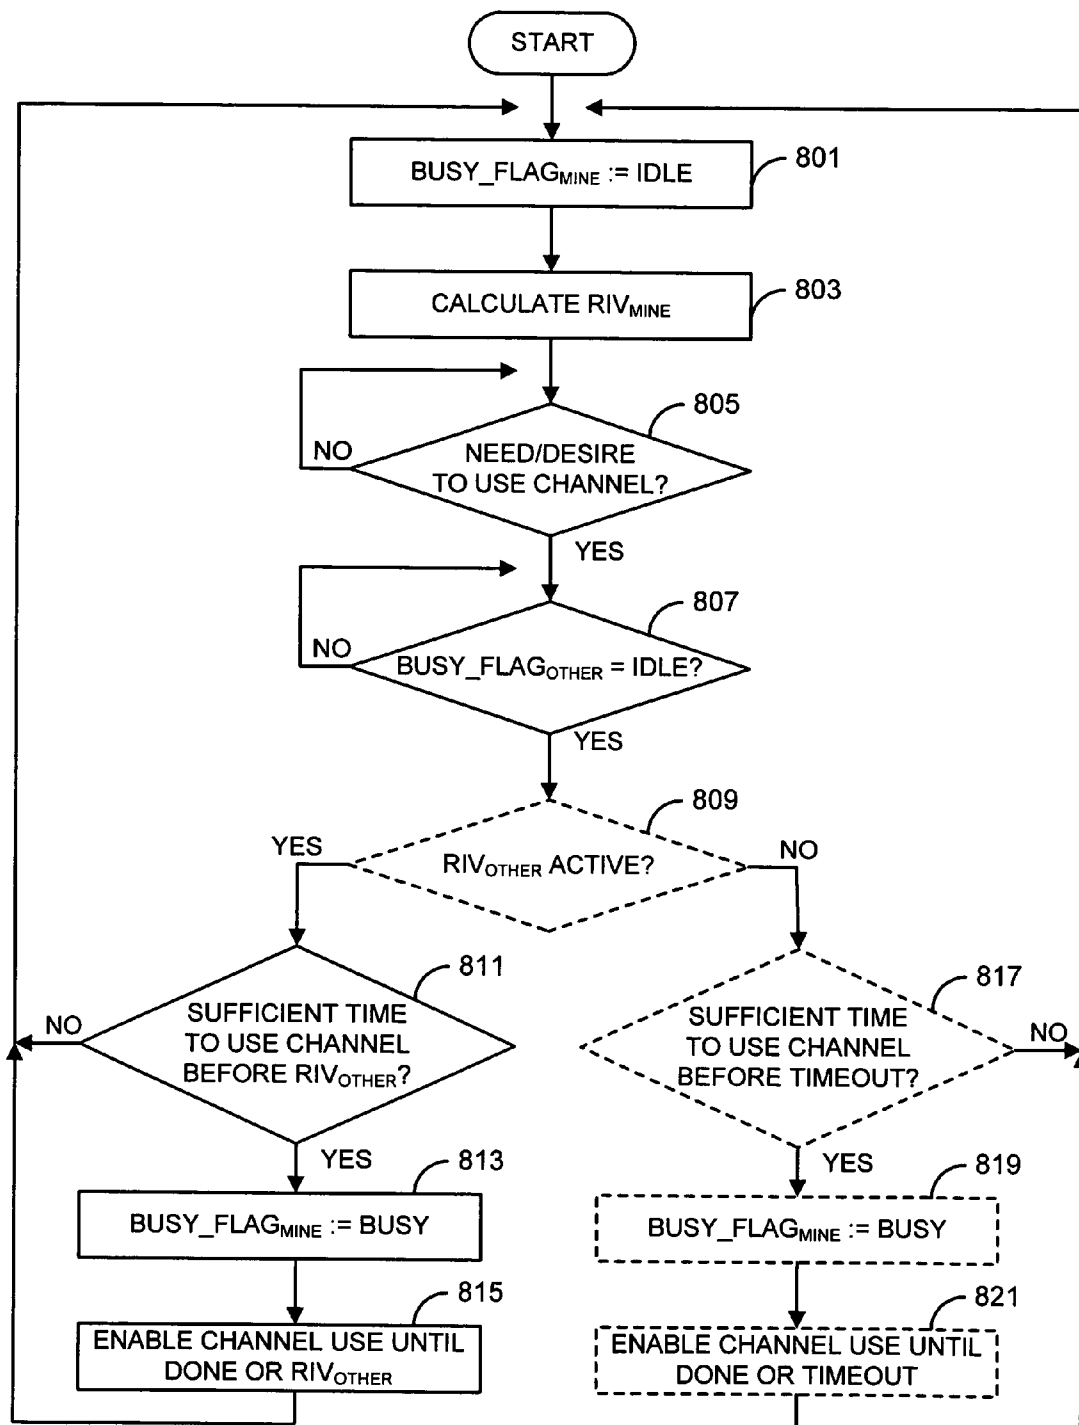 START
BUSY_FLAGMINE := IDLE
801
CALCULATE RIVMINE
803
805
NEED/DESIRE
TO USE CHANNEL?
NO
YES
807
BUSY_FLAGOTHER = IDLE?
NO
YES
809
RIVOTHER ACTIVE?
YES
NO
811
SUFFICIENT TIME
TO USE CHANNEL
BEFORE RIVOTHER?
NO
YES
813
BUSY_FLAGMINE := BUSY
815
ENABLE CHANNEL USE UNTIL
DONE OR RIVOTHER
817
SUFFICIENT TIME
TO USE CHANNEL
BEFORE TIMEOUT?
NO
YES
819
BUSY_FLAGMINE := BUSY
821
ENABLE CHANNEL USE UNTIL
DONE OR TIMEOUT